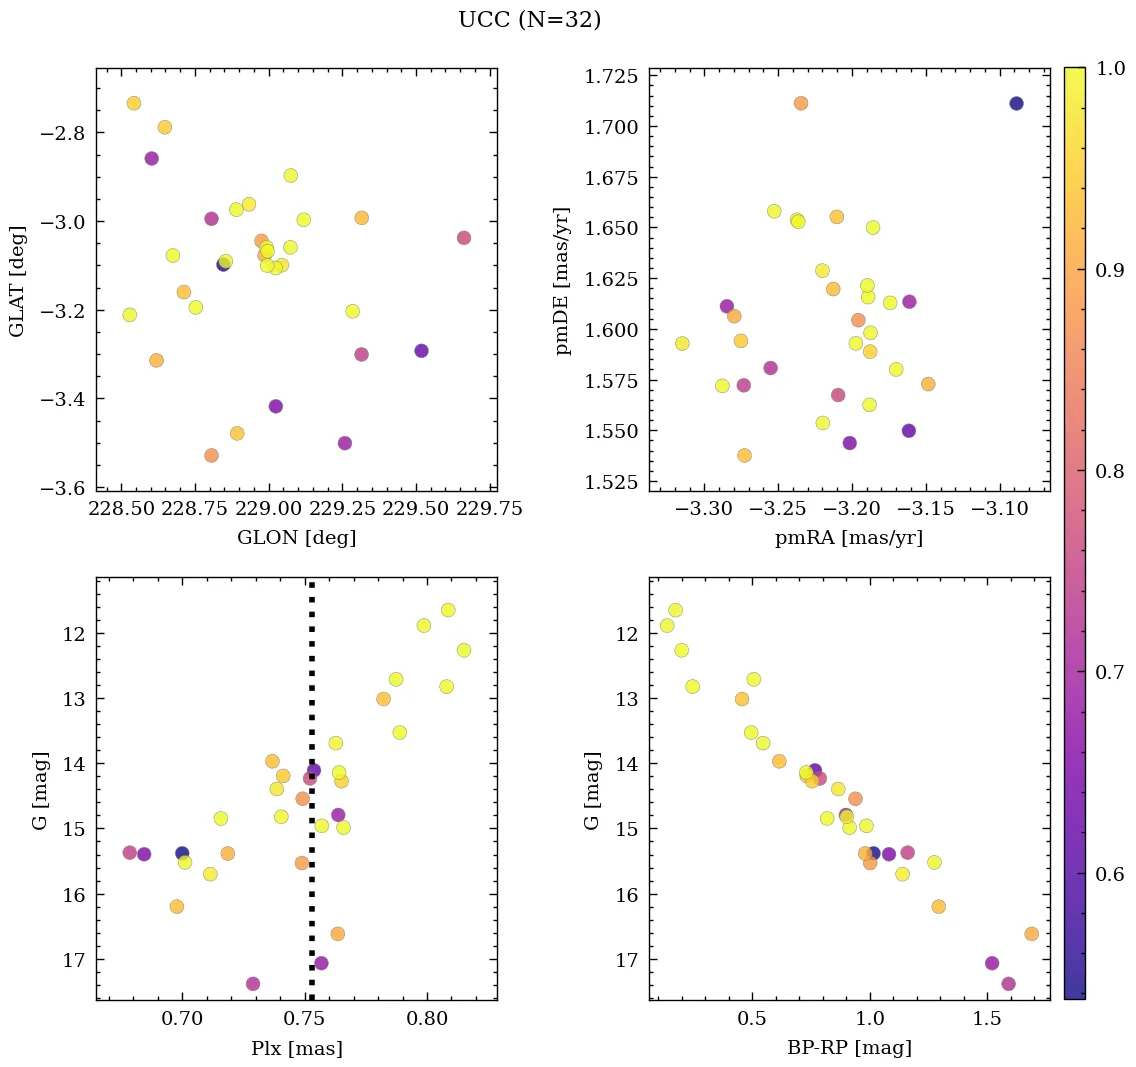 UCC (N=32)
−2.8
−3.0
−3.2
−3.4
−3.6
GLAT [deg]
228.50 228.75 229.00 229.25 229.50 229.75
GLON [deg]
1.725
1.700
1.675
1.650
1.625
1.600
1.575
1.550
1.525
pmDE [mas/yr]
−3.30 −3.25 −3.20 −3.15 −3.10
pmRA [mas/yr]
1.0
0.9
0.8
0.7
0.6
12
13
14
15
16
17
G [mag]
0.70 0.75 0.80
Plx [mas]
12
13
14
15
16
17
G [mag]
0.5 1.0 1.5
BP-RP [mag]